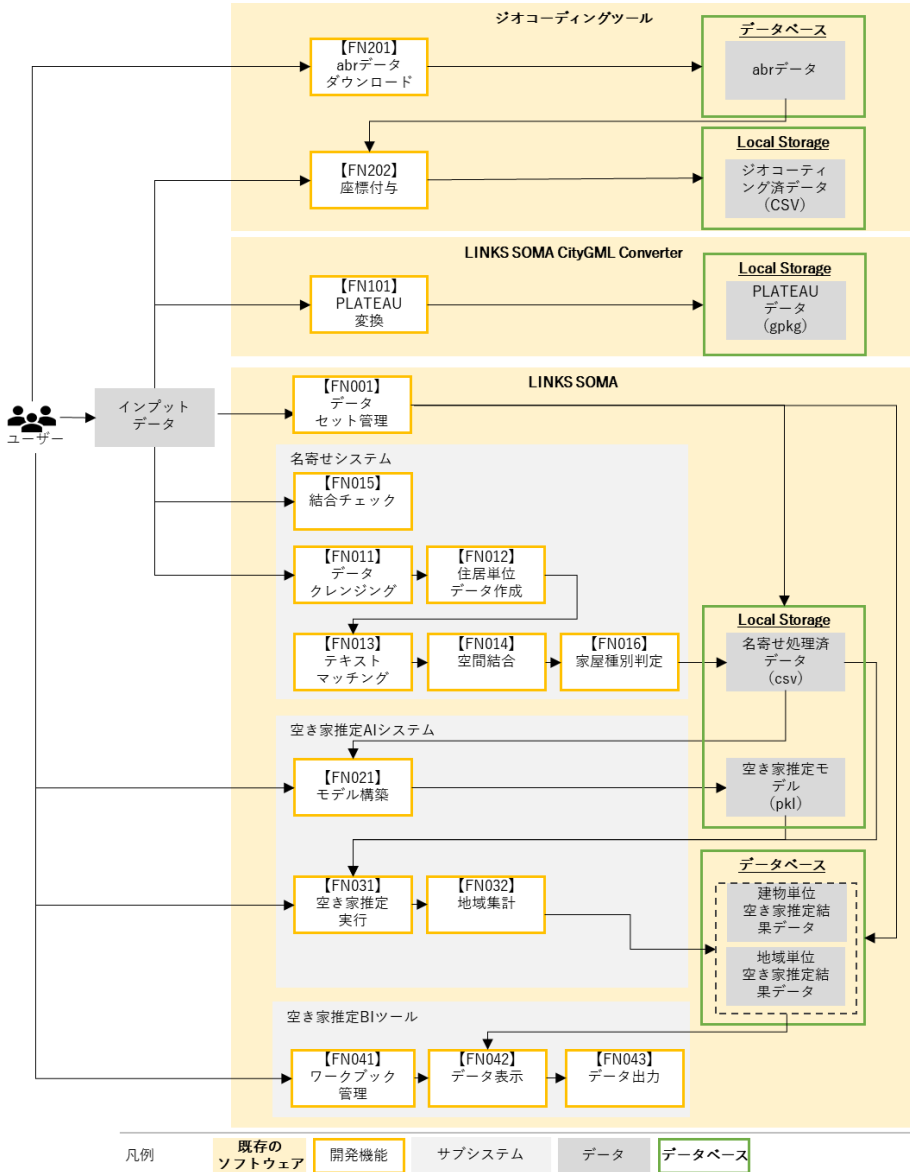 ジオコーディングツール
【FN201】
abrデータ
ダウンロード
データベース
abrデータ
【FN202】
座標付与
Local Storage
ジオコーティ
ング済データ
(CSV)
LINKS SOMA CityGML Converter
【FN101】
PLATEAU
変換
Local Storage
PLATEAU
データ
(gpkg)
LINKS SOMA
ユーザー
インプット
データ
【FN001】
データ
セット管理
名寄せシステム
【FN015】
結合チェック
【FN011】
データ
クレンジング
【FN012】
住居単位
データ作成
【FN013】
テキスト
マッチング
【FN014】
空間結合
【FN016】
家屋種別判定
Local Storage
名寄せ処理済
データ
(csv)
空き家推定AIシステム
【FN021】
モデル構築
空き家推定モ
デル
(pkl)
【FN031】
空き家推定
実行
【FN032】
地域集計
データベース
建物単位
空き家推定結
果データ
地域単位
空き家推定結
果データ
空き家推定BIツール
【FN041】
ワークブック
管理
【FN042】
データ表示
【FN043】
データ出力
凡例
既存の
ソフトウェア
開発機能
サブシステム
データ
データベース